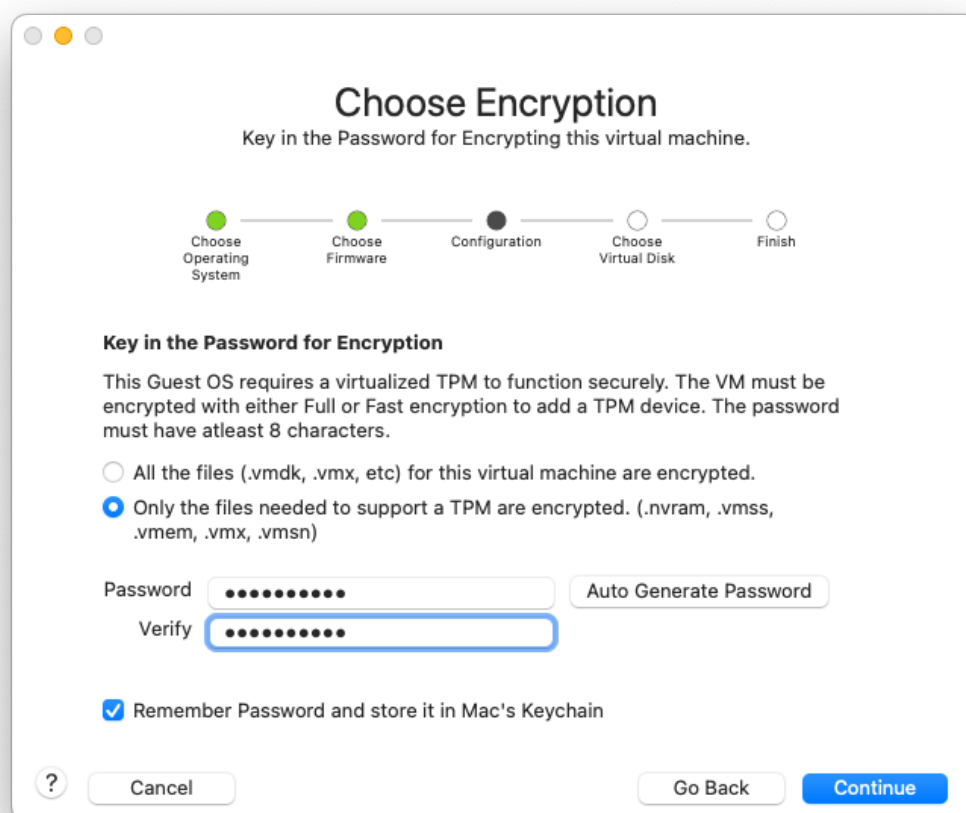 Choose Encryption
Key in the Password for Encrypting this virtual machine.
Choose
Operating
System
Choose
Firmware
Configuration
Choose
Virtual Disk
Finish
Key in the Password for Encryption
This Guest OS requires a virtualized TPM to function securely. The VM must be
encrypted with either Full or Fast encryption to add a TPM device. The password
must have atleast 8 characters.
All the files (.vmdk, .vmx, etc) for this virtual machine are encrypted.
Only the files needed to support a TPM are encrypted. (.nvram, .vmss,
.vmem, .vmx, .vmsn)
Password ●●●●●●●●●● Auto Generate Password
Verify ●●●●●●●●●●
Remember Password and store it in Mac's Keychain
? Cancel Go Back Continue